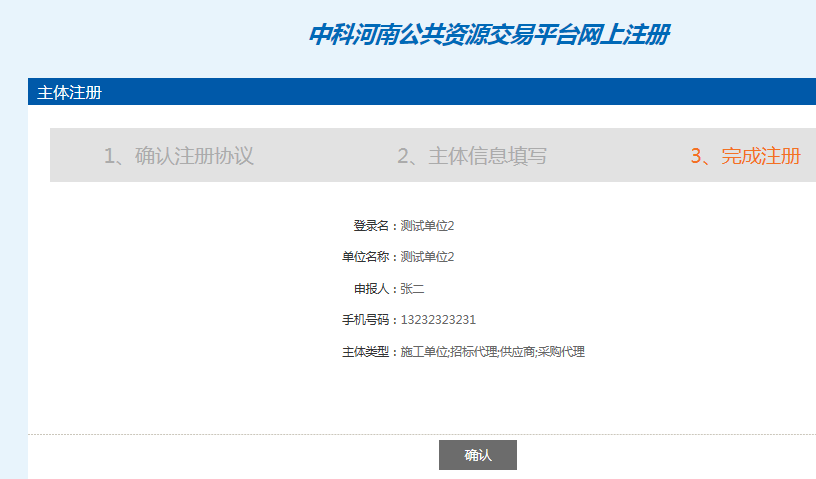 中科河南公共资源交易平台网上注册
主体注册
1、确认注册协议 2、主体信息填写 3、完成注册
登录名：测试单位2
单位名称：测试单位2
申报人：张二
手机号码：13232323231
主体类型：施工单位;招标代理;供应商;采购代理
确认